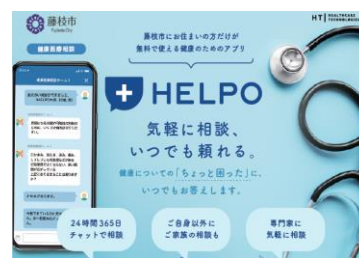 藤枝市
Fujieda City
健康医療相談
藤枝市にお住まいの方だけが
無料で使える健康のためのアプリ
HT HEALTHCARE
TECHNOLOGIES
HELPO
気軽に相談、
いつでも頼れる。
健康についての「ちょっと困った」に、
いつでもお答えします。
24時間365日
チャットで相談
ご自身以外に
ご家族の相談も
専門家に
気軽に相談